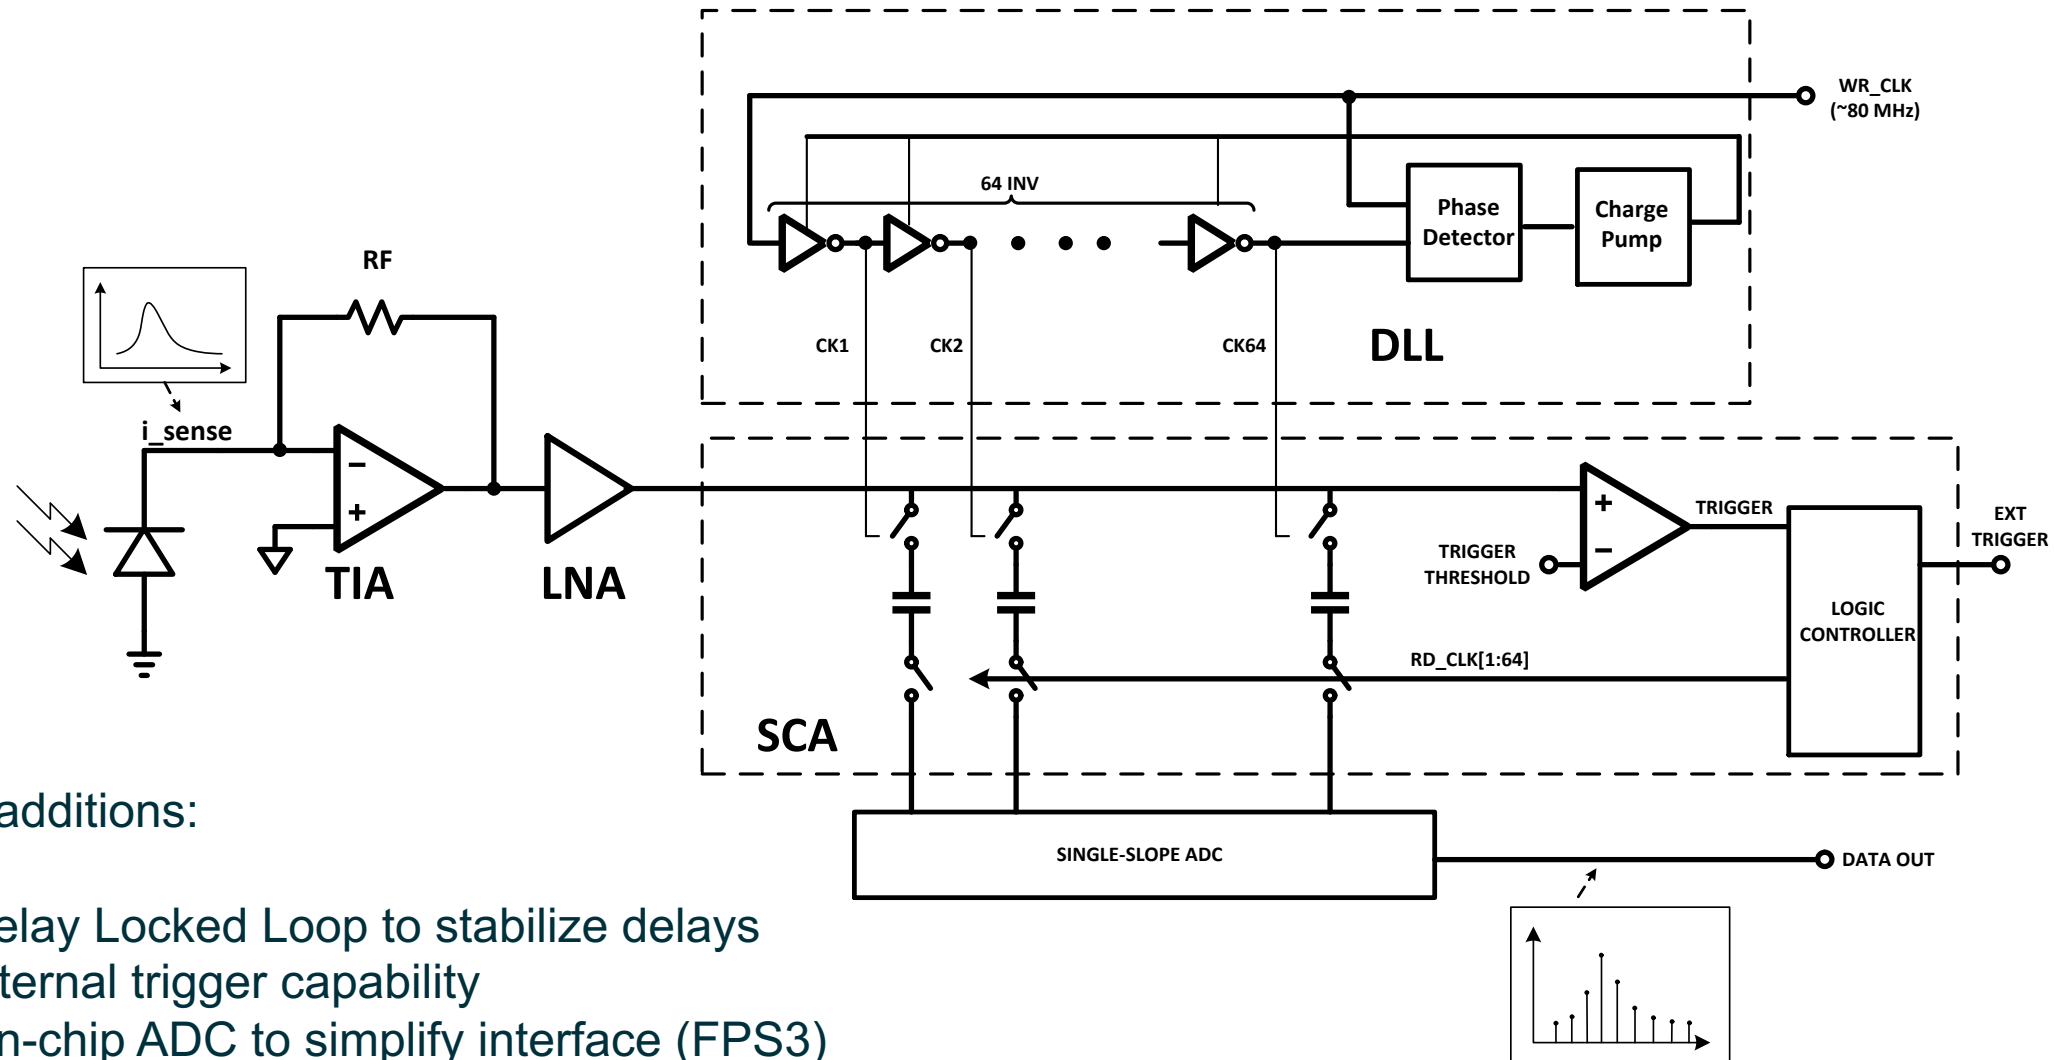 WR_CLK
(~80 MHz)
64 INV
Phase
Detector
Charge
Pump
RF
CK1
CK2
CK64
DLL
i_sense
−
+
TIA
LNA
+
−
TRIGGER
TRIGGER
THRESHOLD
EXT
TRIGGER
LOGIC
CONTROLLER
RD_CLK[1:64]
SCA
SINGLE-SLOPE ADC
DATA OUT
additions:
elay Locked Loop to stabilize delays
ternal trigger capability
n-chip ADC to simplify interface (FPS3)